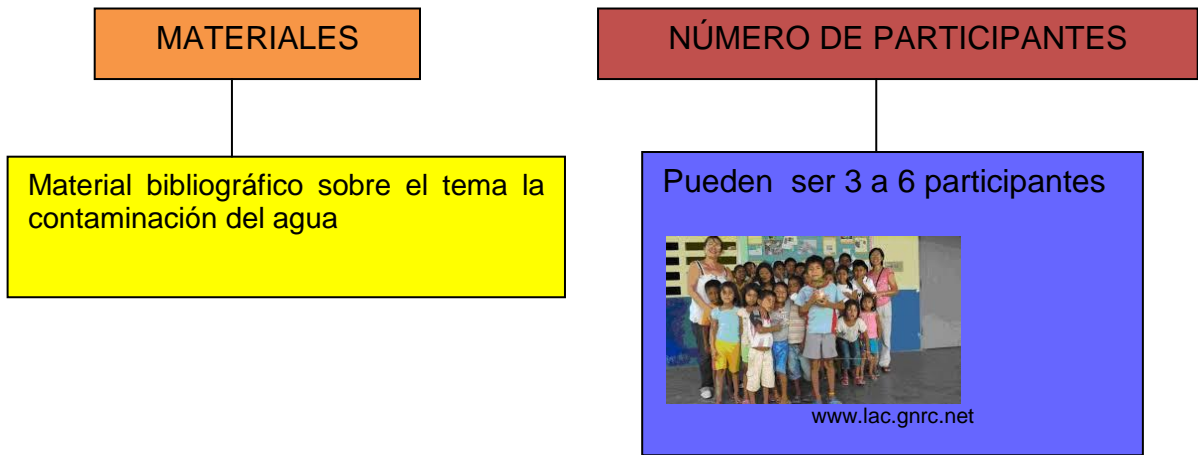 MATERIALES
Material bibliográfico sobre el tema la
contaminación del agua
NÚMERO DE PARTICIPANTES
Pueden ser 3 a 6 participantes
www.lac.gnrc.net